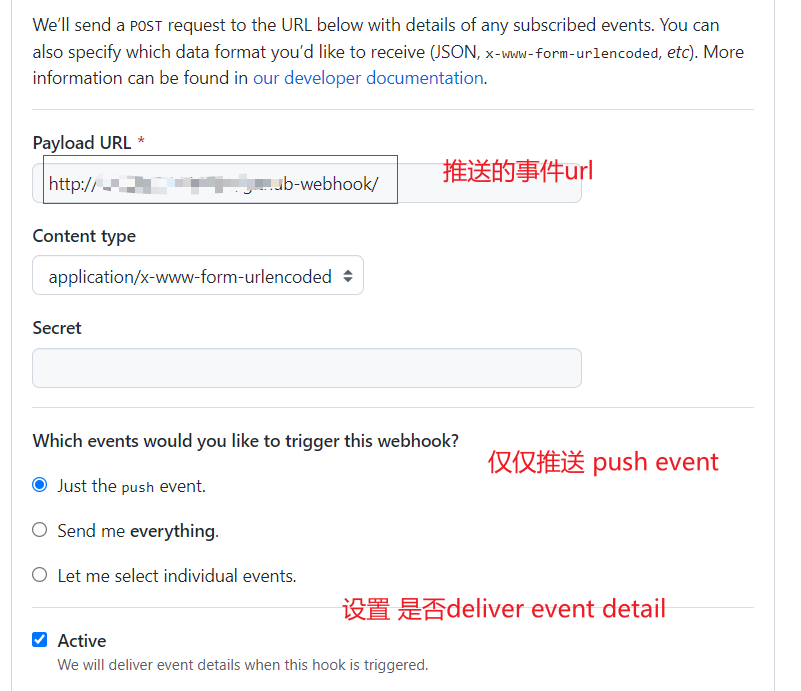 We'll send a POST request to the URL below with details of any subscribed events. You can
also specify which data format you'd like to receive (JSON, x-www-form-urlencoded, etc). More
information can be found in our developer documentation.
Payload URL *
http:// b-webhook/
推送的事件url
Content type
application/x-www-form-urlencoded
Secret
Which events would you like to trigger this webhook?
仅仅推送 push event
Just the push event.
Send me everything.
Let me select individual events.
设置 是否deliver event detail
Active
We will deliver event details when this hook is triggered.